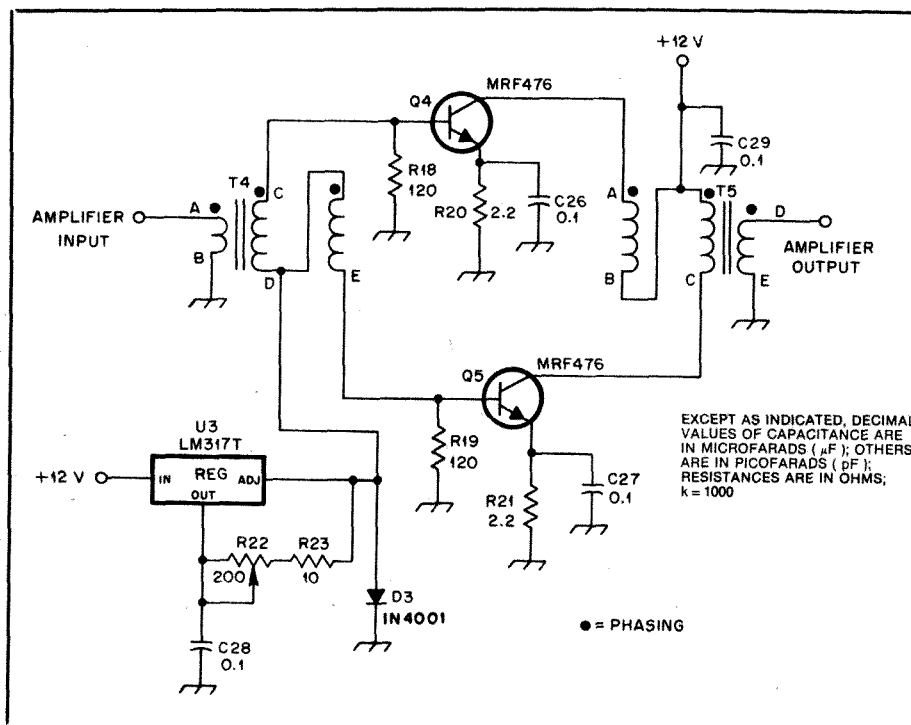 +12 V
MRF476
Q4
C29
0.1
R18
120
T4
C
A
T5
AMPLIFIER
INPUT
A
B
D
E
R20
2.2
C26
0.1
B
C
D
E
AMPLIFIER
OUTPUT
MRF476
Q5
U3
LM317T
+12 V
IN
REG
ADJ
OUT
R19
120
EXCEPT AS INDICATED, DECIMAL
VALUES OF CAPACITANCE ARE
IN MICROFARADS ( µF ); OTHERS
ARE IN PICOFARADS ( pF );
RESISTANCES ARE IN OHMS;
k = 1000
R21
2.2
C27
0.1
R22
200
R23
10
D3
1N4001
C28
0.1
● = PHASING